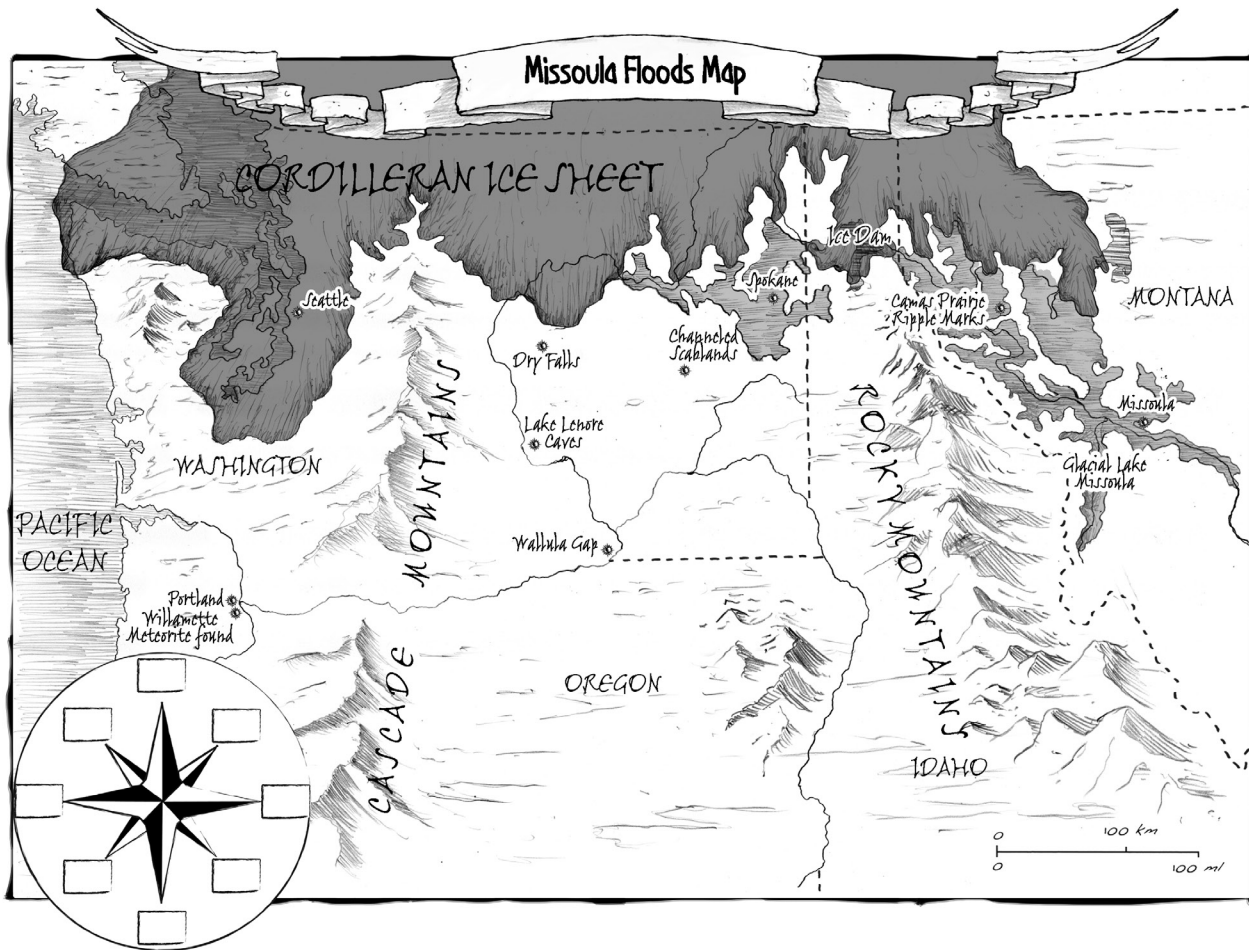 Missoula Floods Map
CORDILLERAN ICE SHEET
Ice Dam
Spokane
Seattle
Camas Prairie
Ripple Marks
MONTANA
Channeled
Scablands
Dry Falls
Missoula
Lake Lenore
Caves
WASHINGTON
Glacial Lake
Missoula
PACIFIC
OCEAN
Wallula Gap
Portland
Willamette
Meteorite found
CASCADE MOUNTAINS
ROCKY MOUNTAINS
OREGON
IDAHO
0 100 km
0 100 mi